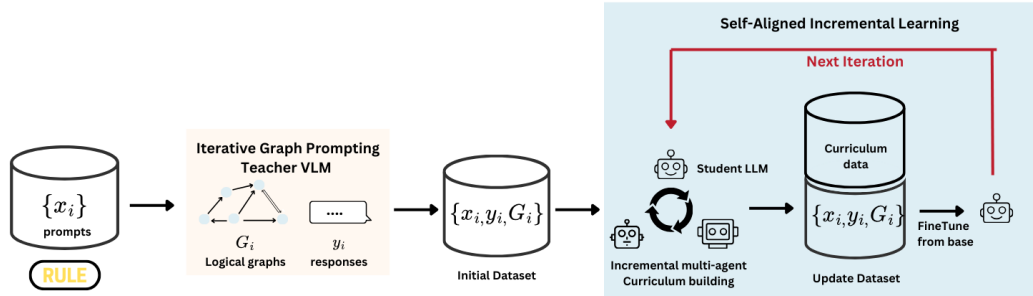 Self-Aligned Incremental Learning
Next Iteration
Iterative Graph Prompting
Teacher VLM
{x_i}
prompts
RULE
....
G_i
y_i
Logical graphs
responses
{x_i, y_i, G_i}
Initial Dataset
Student LLM
Incremental multi-agent
Curriculum building
Curriculum
data
{x_i, y_i, G_i}
Update Dataset
FineTune
from base